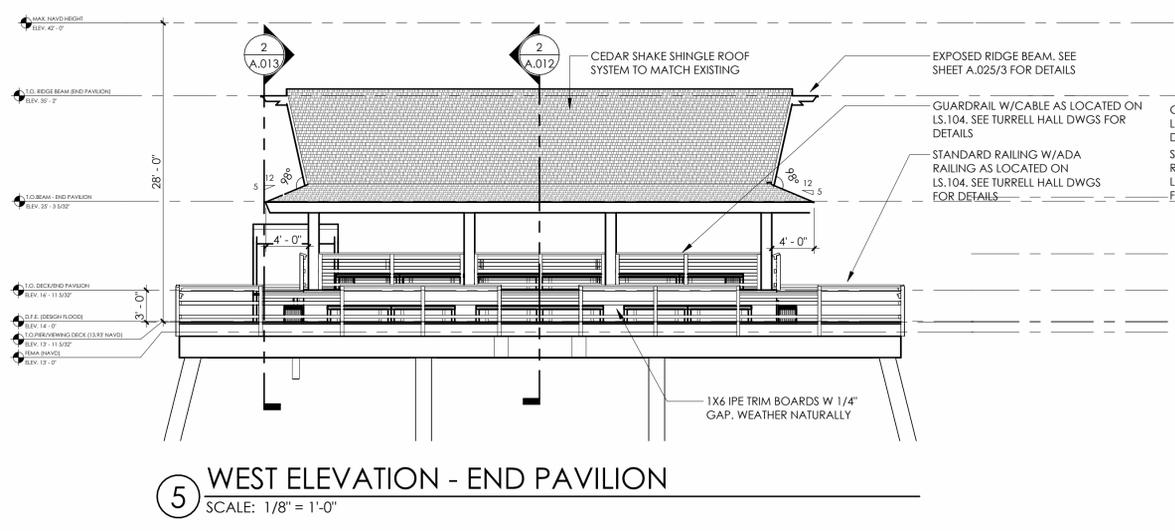 MAX. NAVD HEIGHT
ELEV. 42' - 0"
2
A.013
2
A.012
CEDAR SHAKE SHINGLE ROOF
SYSTEM TO MATCH EXISTING
EXPOSED RIDGE BEAM. SEE
SHEET A.025/3 FOR DETAILS
T.O. RIDGE BEAM (END PAVILION)
ELEV. 35' - 2"
GUARDRAIL W/CABLE AS LOCATED ON
LS.104. SEE TURRELL HALL DWGS FOR
DETAILS
STANDARD RAILING W/ADA
RAILING AS LOCATED ON
LS.104. SEE TURRELL HALL DWGS
FOR DETAILS
28' - 0"
12
5
98°
98°
12
5
T.O.BEAM - END PAVILION
ELEV. 25' - 3 5/32"
4' - 0"
4' - 0"
T.O. DECK/END PAVILION
ELEV. 16' - 11 5/32"
3' - 0"
D.F.E. (DESIGN FLOOD)
ELEV. 14' - 0"
T.O.PIER/VIEWING DECK (13.93' NAVD)
ELEV. 13' - 11 5/32"
FEMA (NAVD)
ELEV. 13' - 0"
1X6 IPE TRIM BOARDS W 1/4"
GAP. WEATHER NATURALLY
5
WEST ELEVATION - END PAVILION
SCALE: 1/8" = 1'-0"